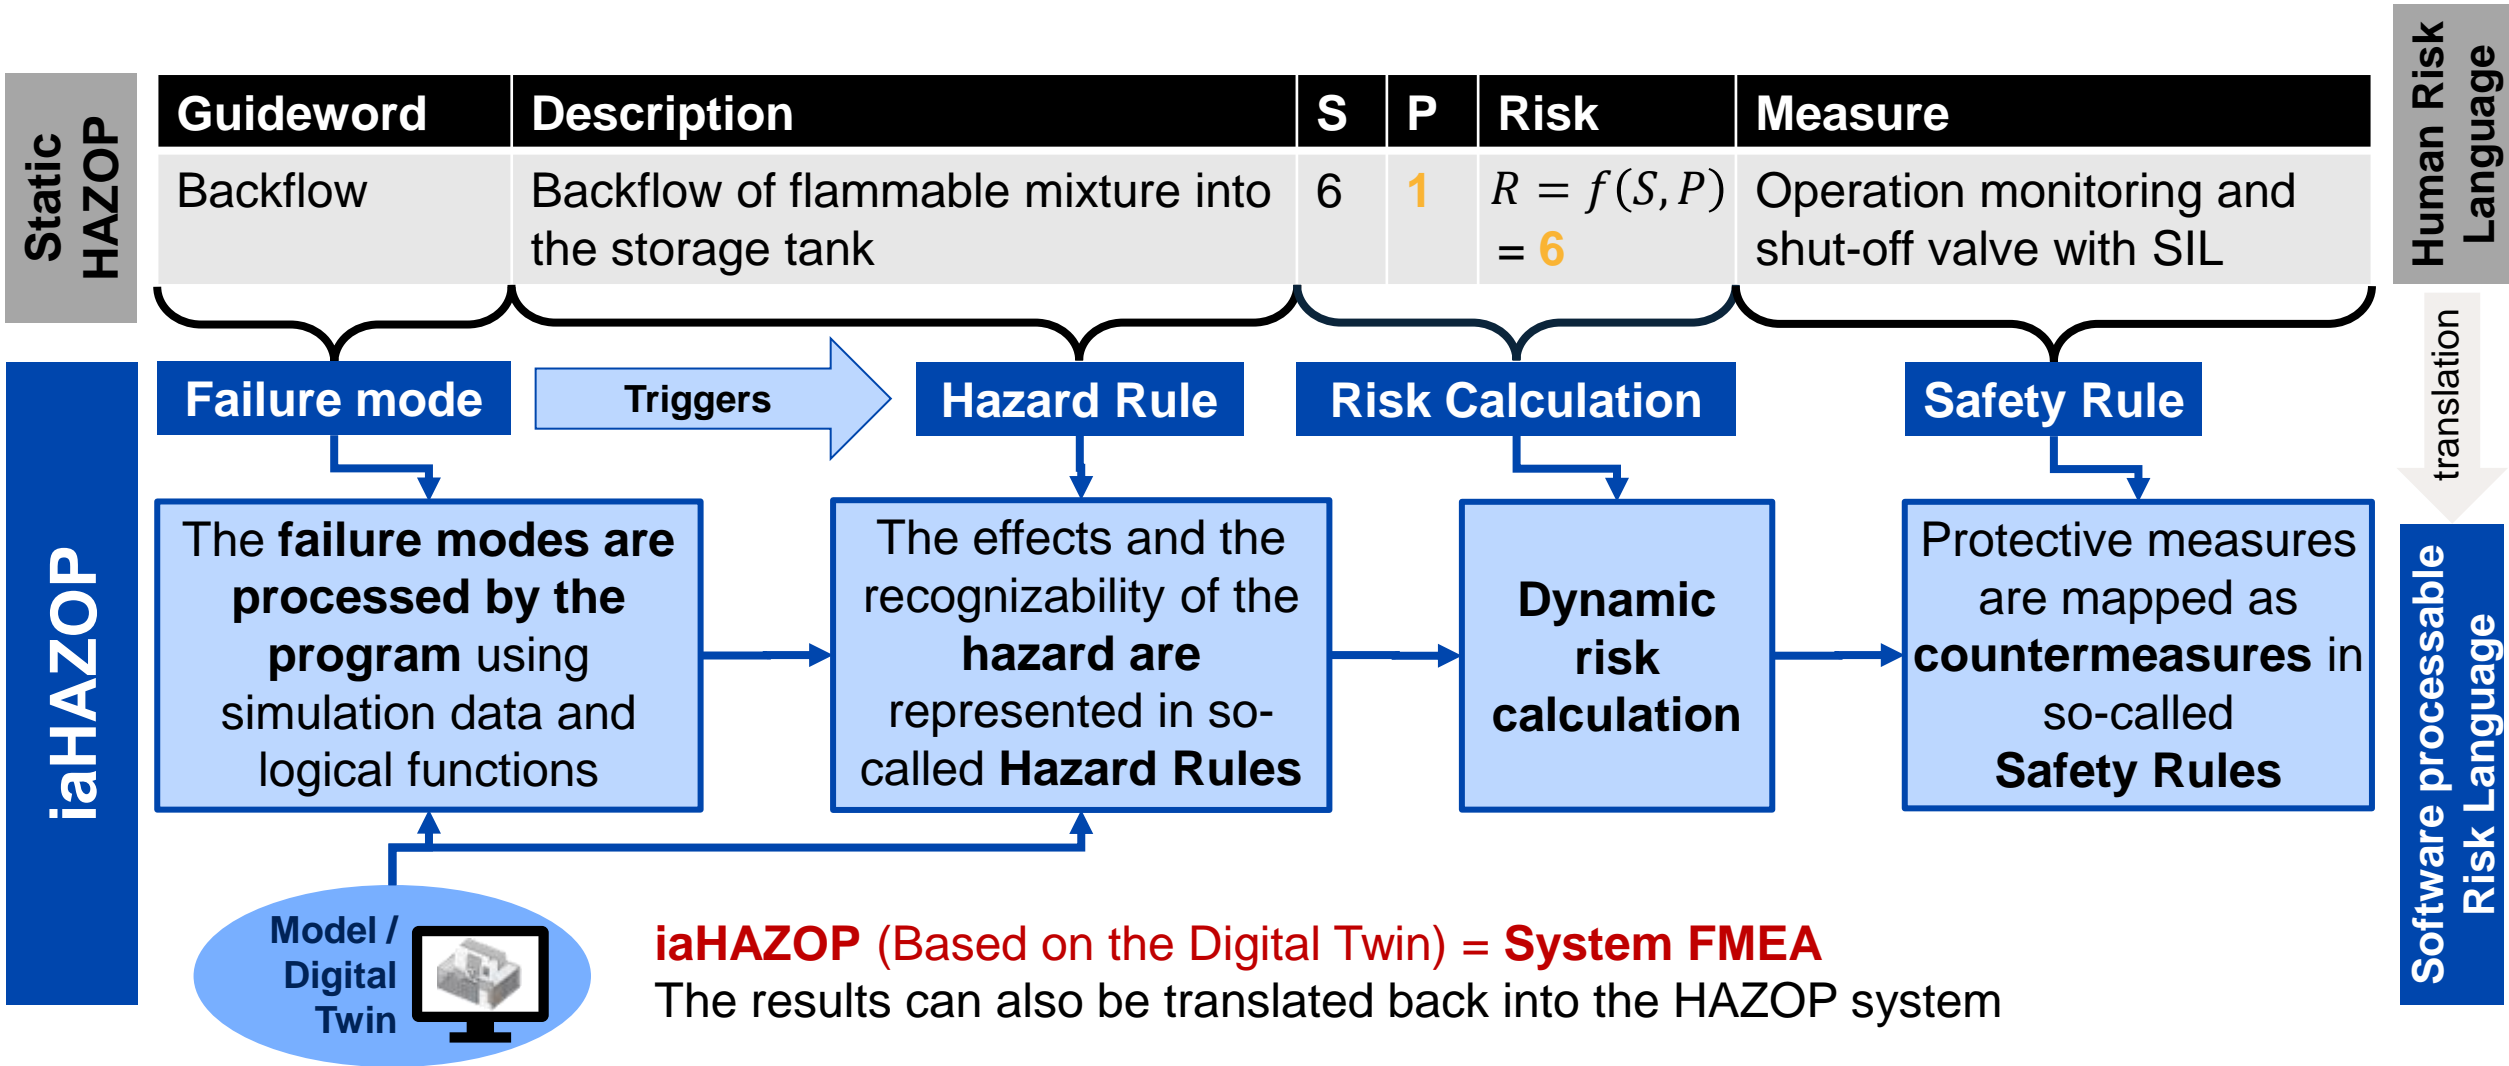 Static
HAZOP
Guideword
Description
S
P
Risk
Measure
Backflow
Backflow of flammable mixture into
the storage tank
6
1
R = f(S, P)
= 6
Operation monitoring and
shut-off valve with SIL
Human Risk
Language
translation
iaHAZOP
Failure mode
Triggers
Hazard Rule
Risk Calculation
Safety Rule
The failure modes are
processed by the
program using
simulation data and
logical functions
The effects and the
recognizability of the
hazard are
represented in so-
called Hazard Rules
Dynamic
risk
calculation
Protective measures
are mapped as
countermeasures in
so-called
Safety Rules
Software processable
Risk Language
Model /
Digital
Twin
iaHAZOP (Based on the Digital Twin) = System FMEA
The results can also be translated back into the HAZOP system